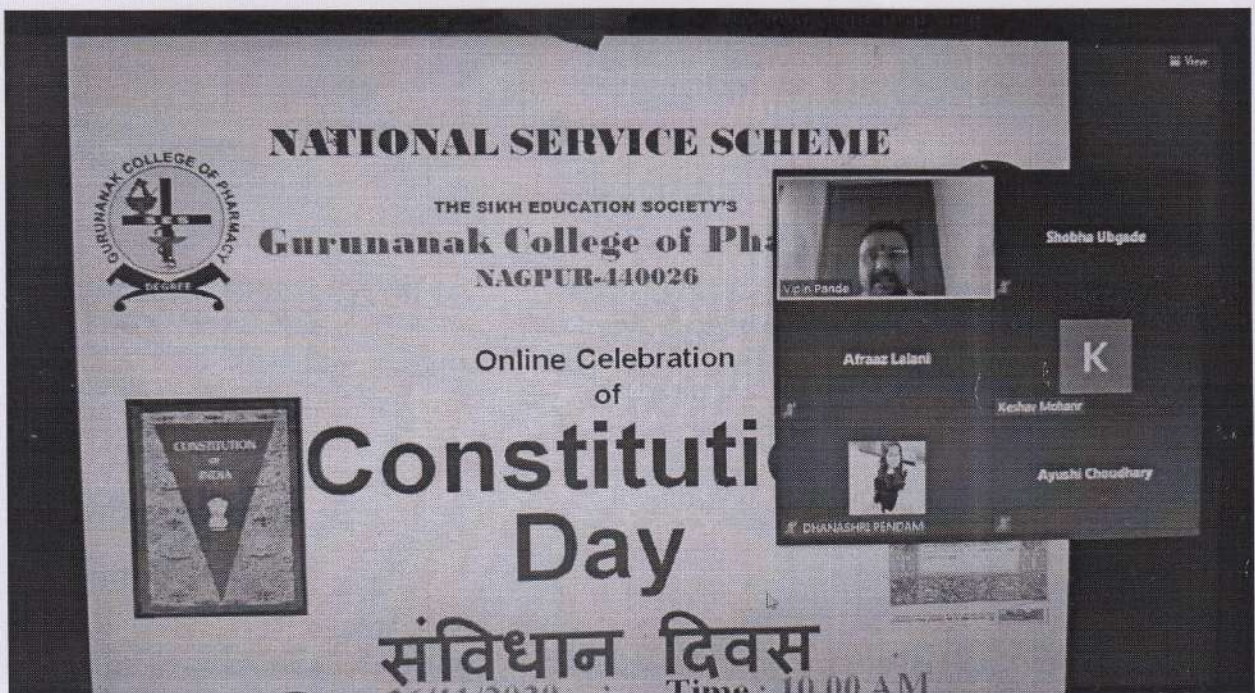 View
NATIONAL SERVICE SCHEME
GURUNANAK COLLEGE OF PHARMACY
SES
DEGREE
THE SIKH EDUCATION SOCIETY'S
Gurunanak College of Pha
NAGPUR-440026
Vipin Pande
Shobha Ubgade
Afraaz Lalani
K
Keshav
DHANASHRI PENDAM
Ayushi Choudhary
Online Celebration
of
Constituti
Day
CONSTITUTION
OF
INDIA
संविधान दिवस
Time : 10.00 AM